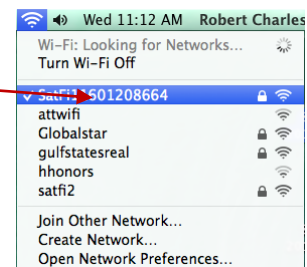 Wed 11:12 AM Robert Charles
Wi-Fi: Looking for Networks...
Turn Wi-Fi Off
601208664
attwifi
Globalstar
gulfstatesreal
hhonors
satfi2
Join Other Network...
Create Network...
Open Network Preferences...